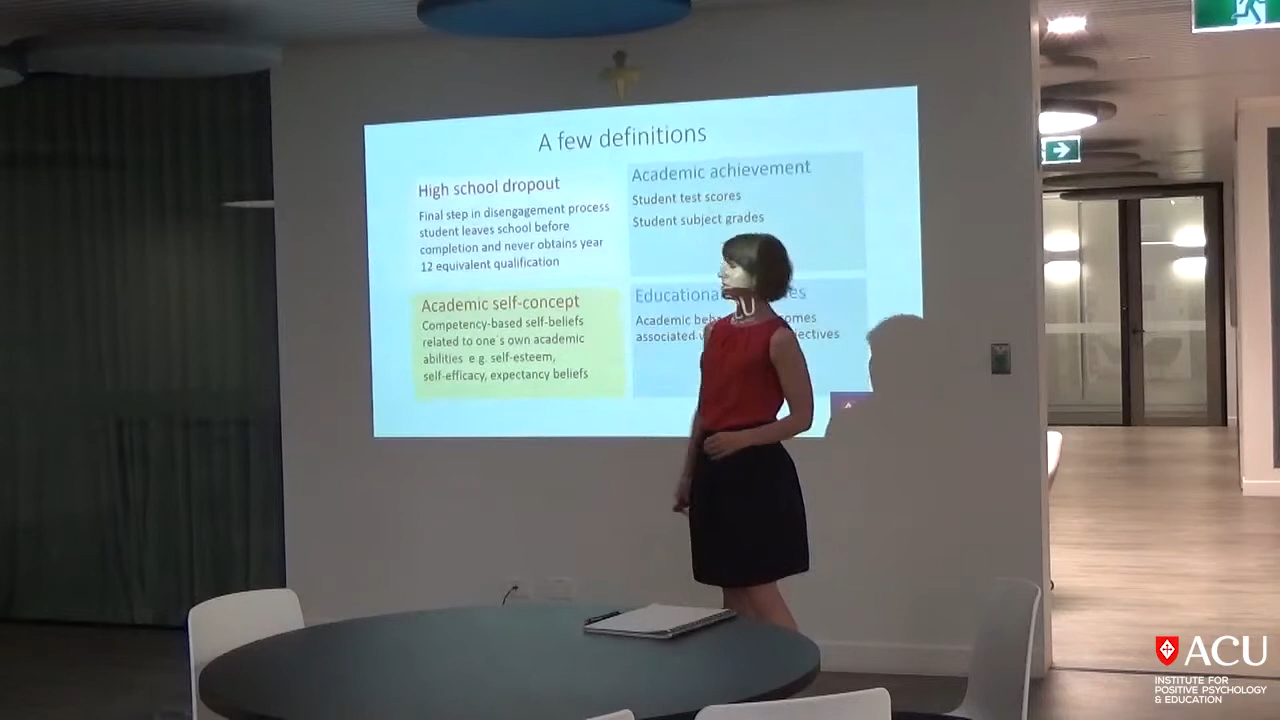 A few definitions
High school dropout
Final step in disengagement process
student leaves school before
completion and never obtains year
12 equivalent qualification
Academic achievement
Student test scores
Student subject grades
Academic self-concept
Competency-based self-beliefs
related to one's own academic
abilities e.g. self-esteem,
self-efficacy, expectancy beliefs
Educational
Academic
associated
ACU
INSTITUTE FOR
POSITIVE PSYCHOLOGY
& EDUCATION